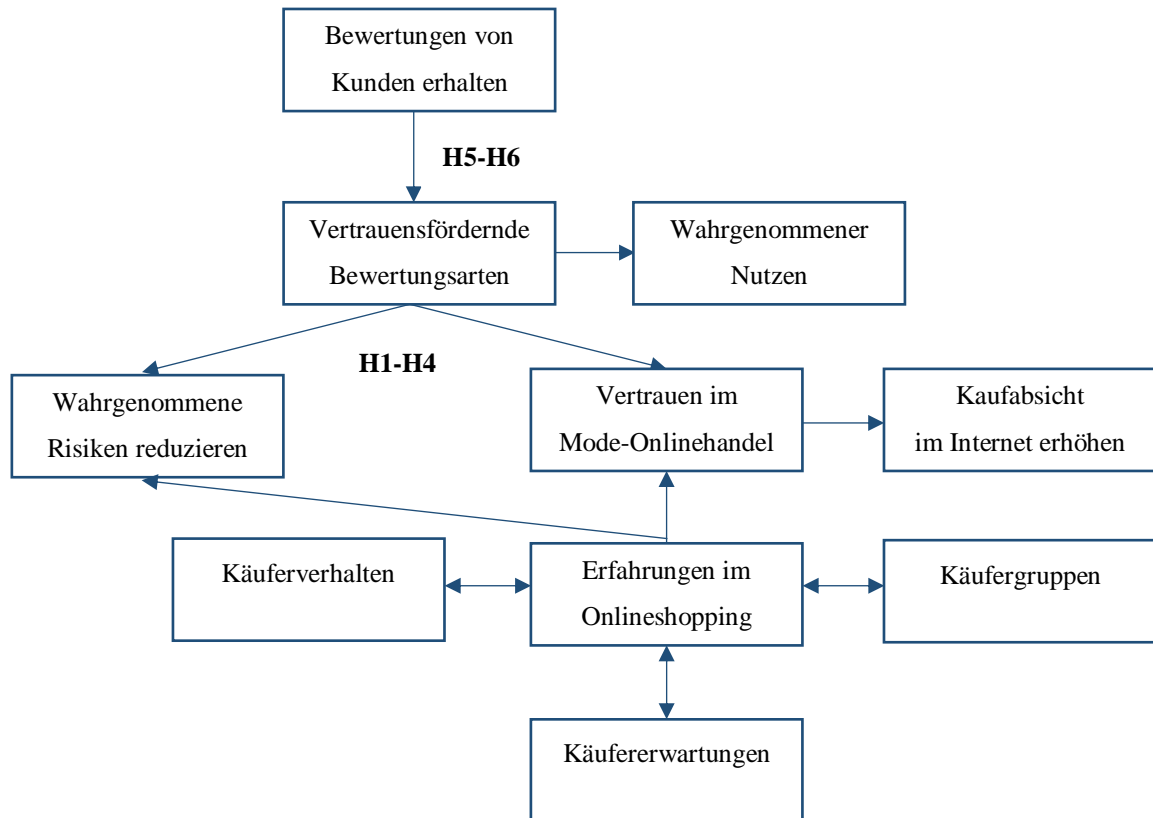 Bewertungen von
Kunden erhalten
H5-H6
Vertrauensfördernde
Bewertungsarten
Wahrgenommener
Nutzen
H1-H4
Wahrgenommene
Risiken reduzieren
Vertrauen im
Mode-Onlinehandel
Kaufabsicht
im Internet erhöhen
Käuferverhalten
Erfahrungen im
Onlineshopping
Käufergruppen
Käufererwartungen